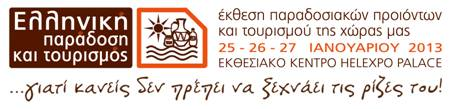 Ελληνική
παράδοση
και τουρισμός
έκθεση παραδοσιακών προιόντων
και τουρισμού της χώρας μας
25 - 26 - 27 ΙΑΝΟΥΑΡΙΟΥ 2013
ΕΚΘΕΣΙΑΚΟ ΚΕΝΤΡΟ HELEXPO PALACE
...γιατί κανείς δεν πρέπει να ξεχνάει τις ρίζες του!